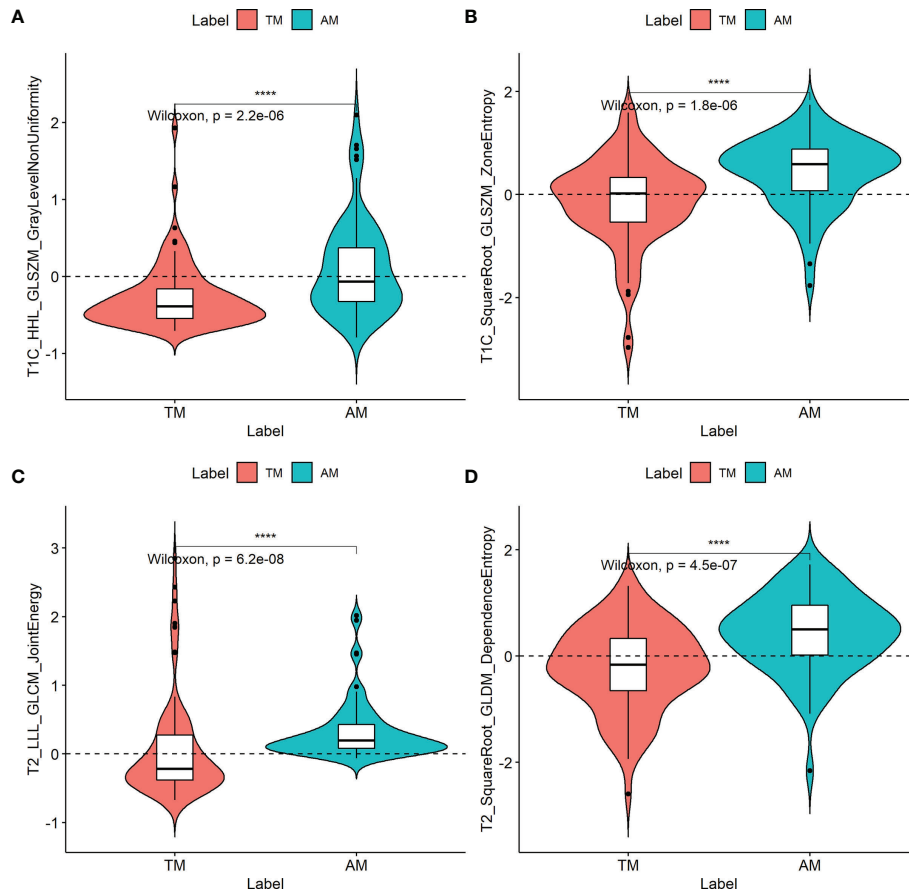 A
Label TM AM
T1C_HHL_GLSZM_GrayLevelNonUniformity
2
1
0
-1
****
Wilcoxon, p = 2.2e-06
TM AM
Label
B
Label TM AM
T1C_SquareRoot_GLSZM_ZoneEntropy
2
0
-2
****
Wilcoxon, p = 1.8e-06
TM AM
Label
C
Label TM AM
T2_LLL_GLCM_JointEnergy
3
2
1
0
-1
****
Wilcoxon, p = 6.2e-08
TM AM
Label
D
Label TM AM
T2_SquareRoot_GLDM_DependenceEntropy
2
0
-2
****
Wilcoxon, p = 4.5e-07
TM AM
Label